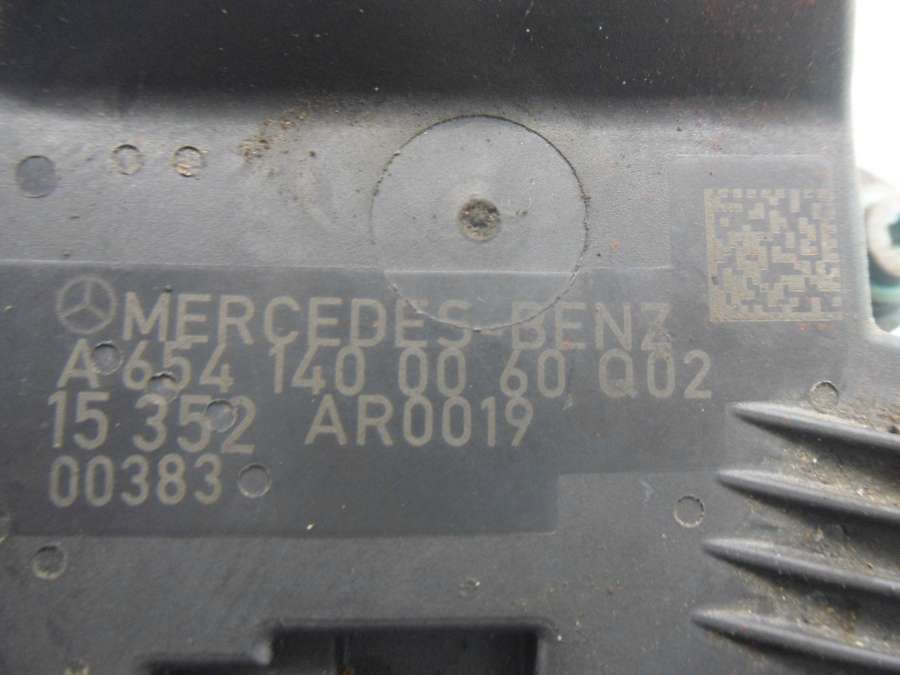 MERCEDES-BENZ
A 654 140 00 60 Q02
15 352 AR0019
00383